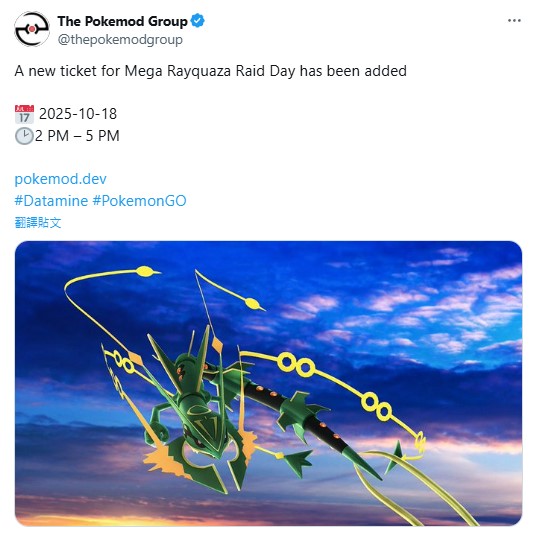 The Pokemod Group
@thepokemodgroup
A new ticket for Mega Rayquaza Raid Day has been added
2025-10-18
2 PM – 5 PM
pokemod.dev
#Datamine #PokemonGO
翻譯貼文